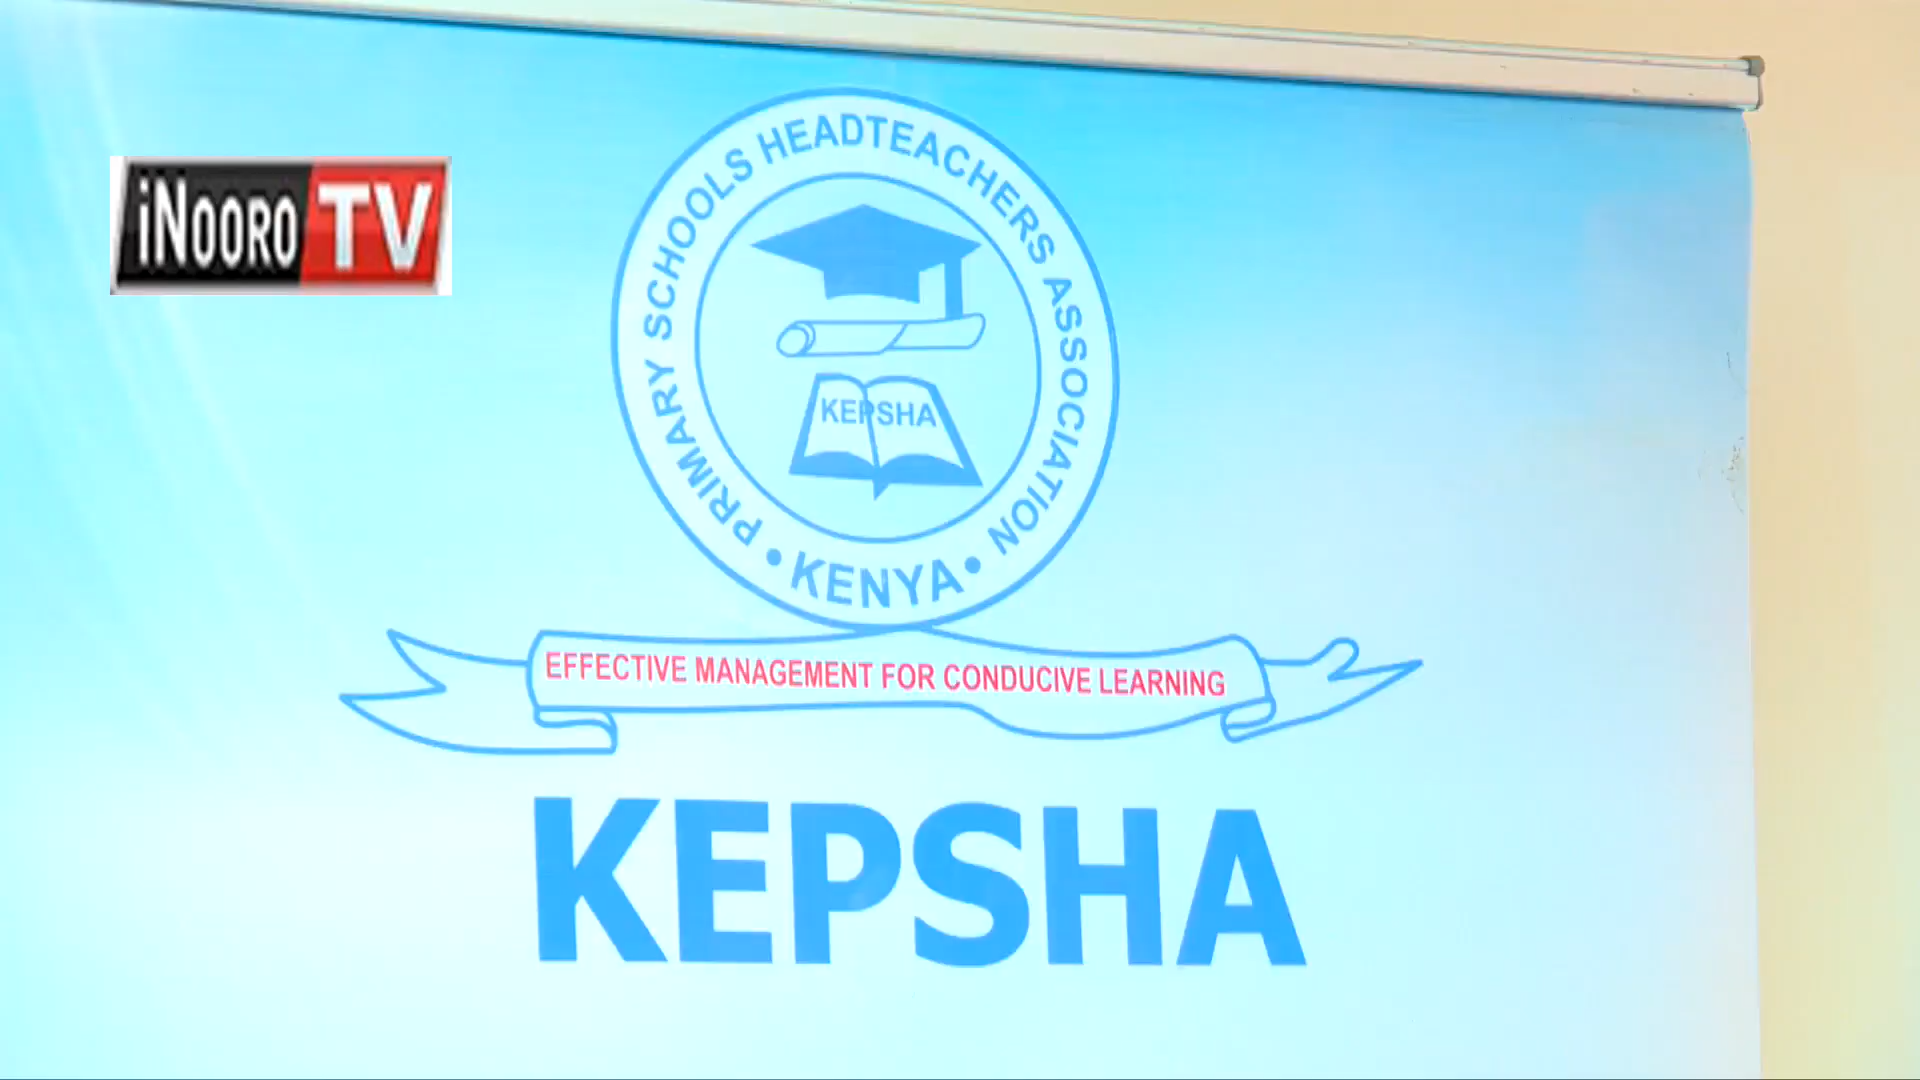 iNOORO TV
PRIMARY SCHOOLS HEADTEACHERS ASSOCIATION
• KENYA •
KEPSHA
EFFECTIVE MANAGEMENT FOR CONDUCIVE LEARNING
KEPSHA